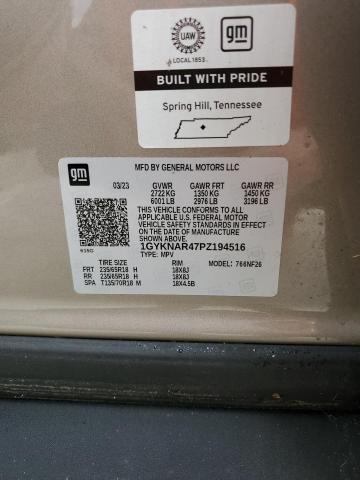 UAW
gm
LOCAL 1853
BUILT WITH PRIDE
Spring Hill, Tennessee
gm
MFD BY GENERAL MOTORS LLC
03/23 GVWR GAWR FRT GAWR RR
2722 KG 1350 KG 1450 KG
6001 LB 2976 LB 3196 LB
THIS VEHICLE CONFORMS TO ALL
APPLICABLE U.S. FEDERAL MOTOR
VEHICLE SAFETY STANDARDS IN EFFECT
ON THE DATE OF MANUFACTURE
SHOWN ABOVE.
1GYKNAR47PZ194516
TYPE: MPV
TIRE SIZE RIM MODEL: 766NF26
FRT 235/65R18 H 18X8J
RR 235/65R18 H 18X8J
SPA T135/70R18 M 18X4.5B